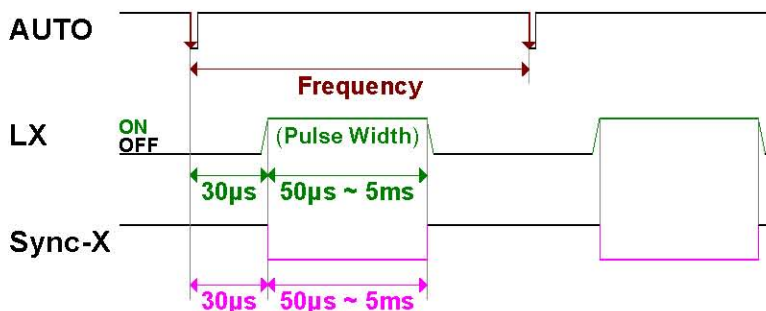 AUTO
Frequency
LX
ON
OFF
(Pulse Width)
30µs
50µs ~ 5ms
Sync-X
30µs
50µs ~ 5ms